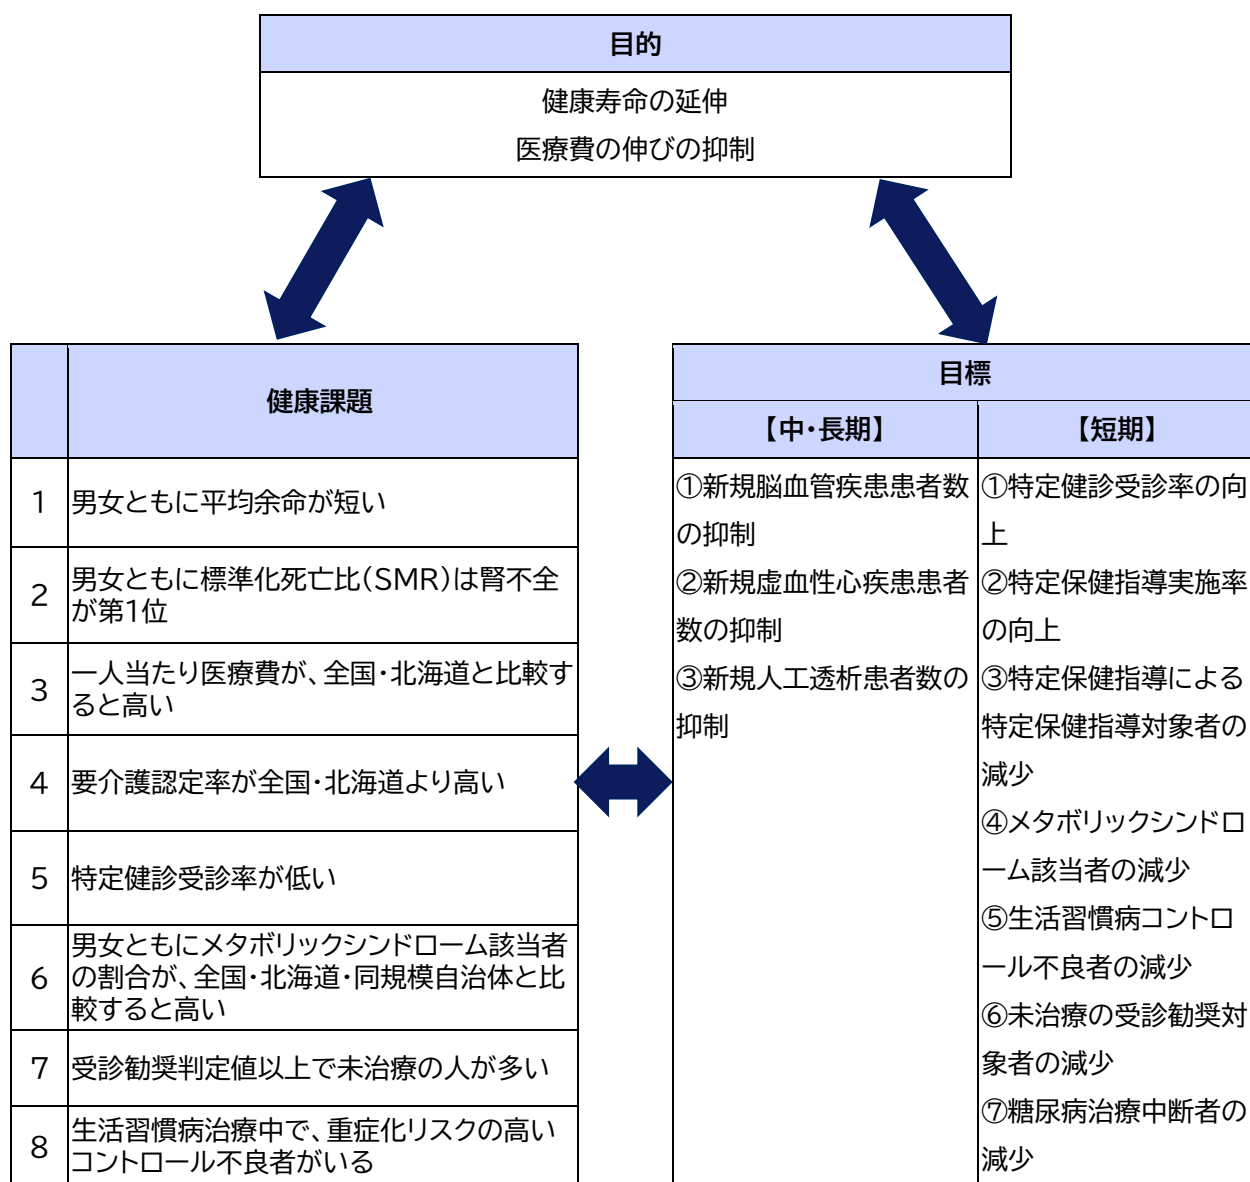 目的
健康寿命の延伸
医療費の伸びの抑制
健康課題
1
男女ともに平均余命が短い
2
男女ともに標準化死亡比(SMR)は腎不全
が第1位
3
一人当たり医療費が、全国・北海道と比較す
ると高い
4
要介護認定率が全国・北海道より高い
5
特定健診受診率が低い
6
男女ともにメタボリックシンドローム該当者
の割合が、全国・北海道・同規模自治体と比
較すると高い
7
受診勧奨判定値以上で未治療の人が多い
8
生活習慣病治療中で、重症化リスクの高い
コントロール不良者がいる
目標
【中・長期】
①新規脳血管疾患患者数
の抑制
②新規虚血性心疾患患者
数の抑制
③新規人工透析患者数の
抑制
【短期】
①特定健診受診率の向
上
②特定保健指導実施率
の向上
③特定保健指導による
特定保健指導対象者の
減少
④メタボリックシンドロ
ーム該当者の減少
⑤生活習慣病コントロ
ール不良者の減少
⑥未治療の受診勧奨対
象者の減少
⑦糖尿病治療中断者の
減少